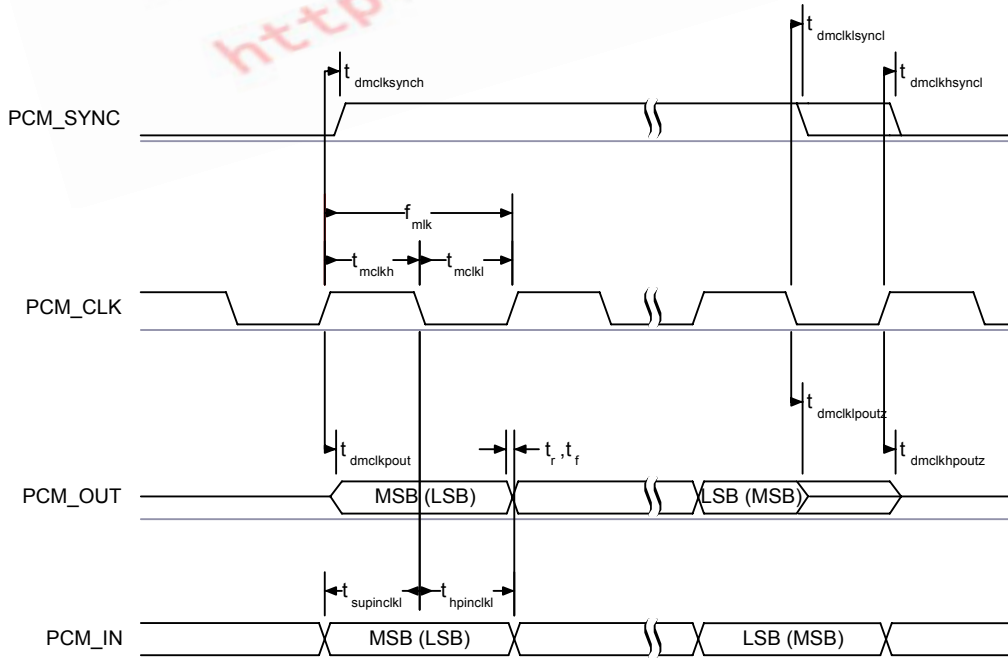 http:
t dmclklsyncl
t dmclksynch
t dmclkhsyncl
PCM_SYNC
f mlk
t mclkh
t mclkl
PCM_CLK
t dmclklpoutz
t dmclkpout
t r ,t f
t dmclkhpoutz
PCM_OUT
MSB (LSB)
LSB (MSB)
t supinclkl
t hpinclkl
PCM_IN
MSB (LSB)
LSB (MSB)